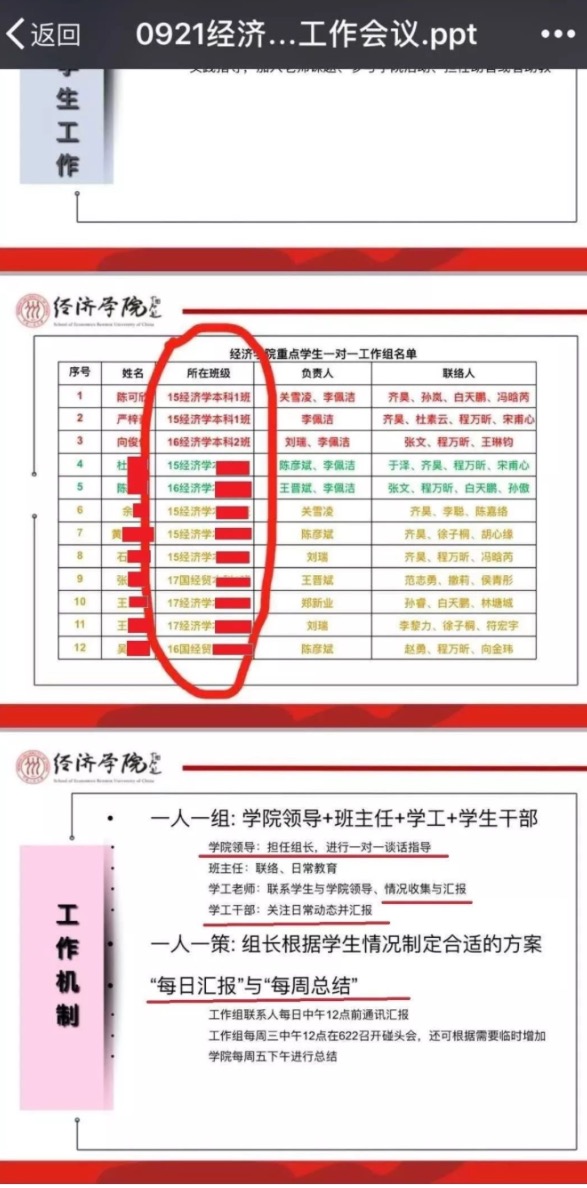 返回 0921经济...工作会议.ppt
生
工
作
经济学院
School of Economics Renmin University of China
经济学院重点学生一对一工作组名单
序号 姓名 所在班级 负责人 联络人
1 陈可欣 15经济学本科1班 关雪凌、李佩洁 齐昊、孙岚、白天鹏、冯晗芮
2 严梓 15经济学本科1班 李佩洁 齐昊、杜素云、程万昕、宋甫心
3 向俊 16经济学本科2班 刘瑞、李佩洁 张文、程万昕、王琳钧
4 杜 15经济学 陈彦斌、李佩洁 于泽、齐昊、程万昕、宋甫心
5 陈 16经济学 王晋斌、李佩洁 张文、程万昕、白天鹏、孙傲
6 余 15经济学 关雪凌 齐昊、李聪、陈嘉络
7 黄 15经济学 陈彦斌 齐昊、徐子桐、胡心缘
8 石 15经济学 刘瑞 齐昊、程万昕、冯晗芮
9 张 17国经贸 王晋斌 范志勇、撒莉、侯青彤
10 王 17经济学 郑新业 孙睿、白天鹏、林塘城
11 王 17经济学 刘瑞 李黎力、徐子桐、符宏宇
12 吴 16国经贸 陈彦斌 赵勇、程万昕、向金玮
经济学院
School of Economics Renmin University of China
工
作
机
制
• 一人一组: 学院领导+班主任+学工+学生干部
学院领导：担任组长，进行一对一谈话指导
班主任：联络、日常教育
学工老师：联系学生与学院领导、情况收集与汇报
学工干部：关注日常动态并汇报
• 一人一策: 组长根据学生情况制定合适的方案
• “每日汇报”与“每周总结”
工作组联系人每日中午12点前通讯汇报
工作组每周三中午12点在622召开碰头会，还可根据需要临时增加
学院每周五下午进行总结